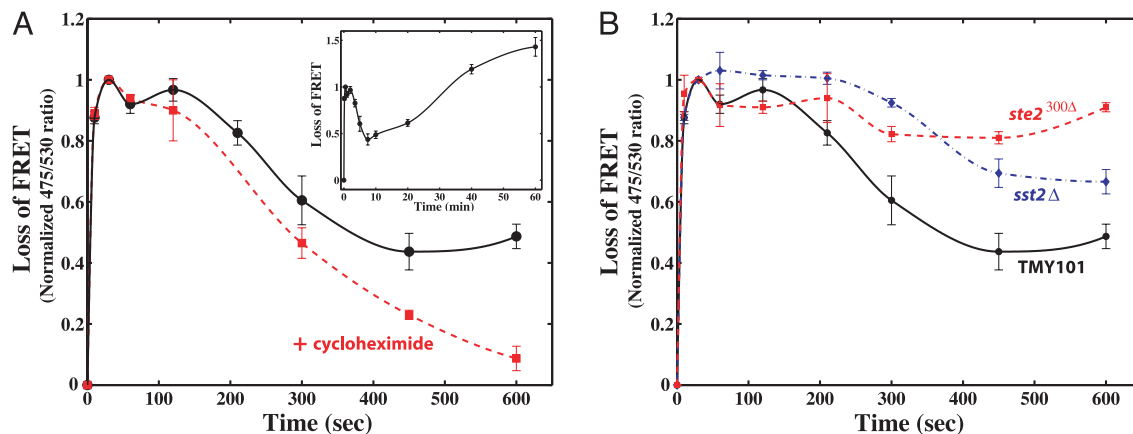 A
Loss of FRET
(Normalized 475/530 ratio)
1.2
1
0.8
0.6
0.4
0.2
0
0
100
200
300
400
500
600
Time (sec)
+ cycloheximide
Loss of FRET
1.5
1
0.5
0
0
10
20
30
40
50
60
Time (min)
B
Loss of FRET
(Normalized 475/530 ratio)
1.2
1
0.8
0.6
0.4
0.2
0
0
100
200
300
400
500
600
Time (sec)
ste2 300Δ
sst2 Δ
TMY101